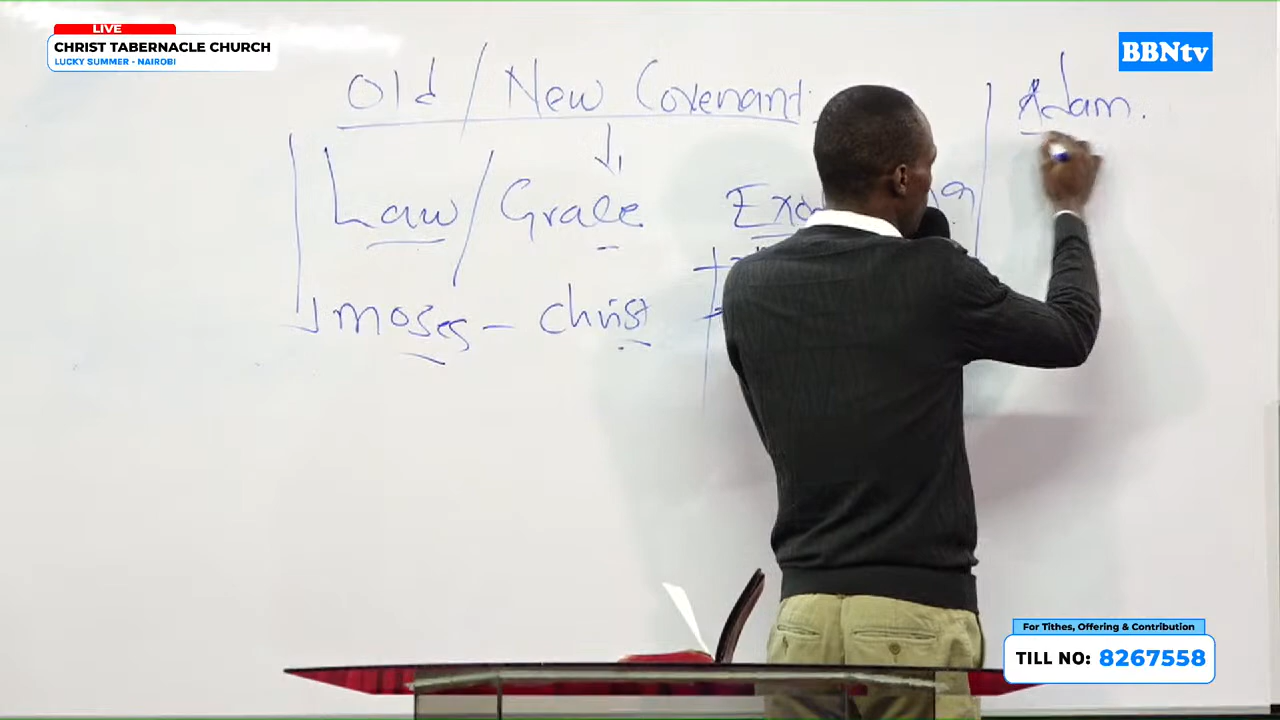 LIVE
CHRIST TABERNACLE CHURCH
LUCKY SUMMER - NAIROBI
BBNtv
Old / New Covenant
Adam.
Law / Grace
Moses - Christ
For Tithes, Offering & Contribution
TILL NO: 8267558